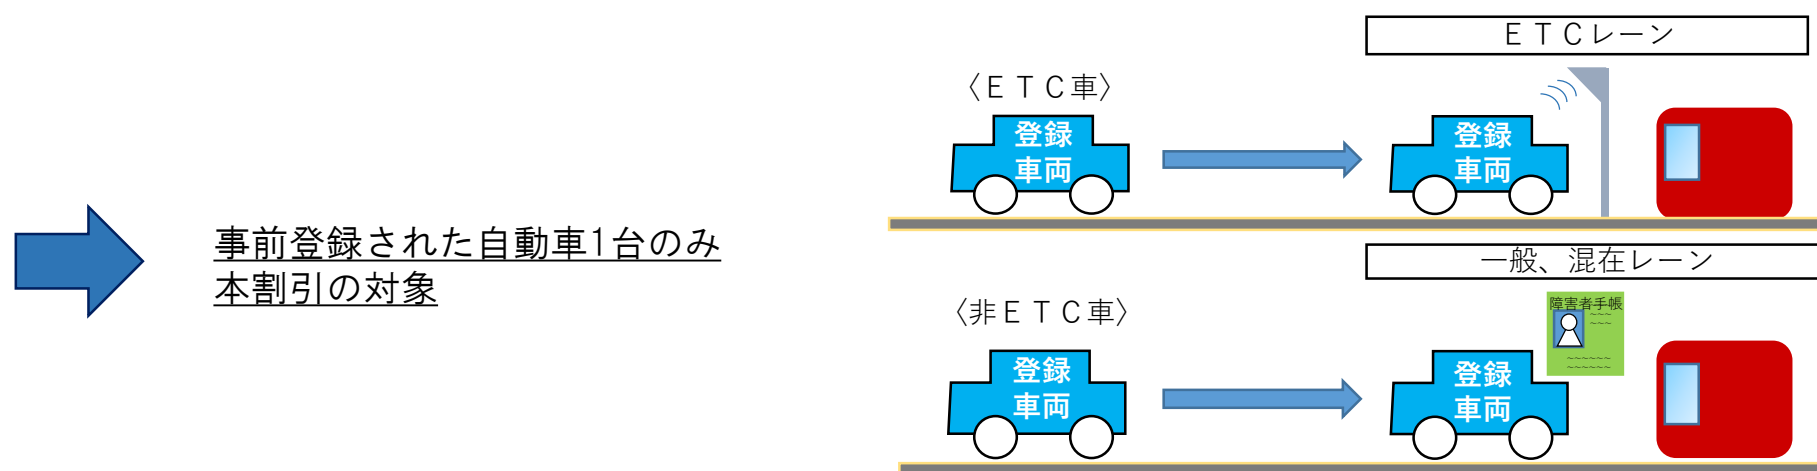 事前登録された自動車1台のみ
本割引の対象
ＥＴＣレーン
〈ＥＴＣ車〉
登録
車両
登録
車両
一般、混在レーン
〈非ＥＴＣ車〉
障害者手帳
登録
車両
登録
車両